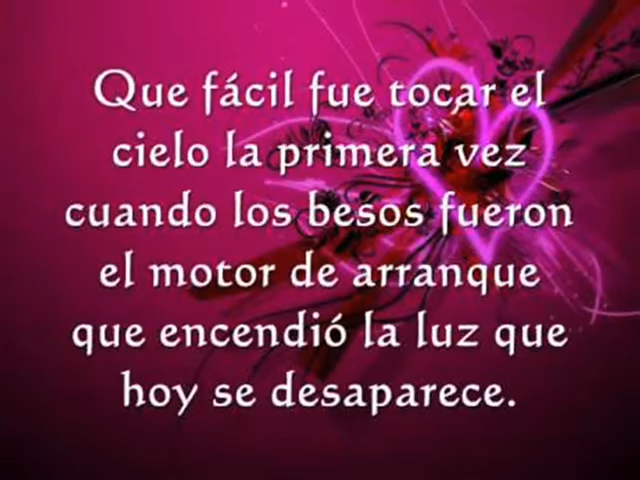 Que fácil fue tocar el
cielo la primera vez
cuando los besos fueron
el motor de arranque
que encendió la luz que
hoy se desaparece.